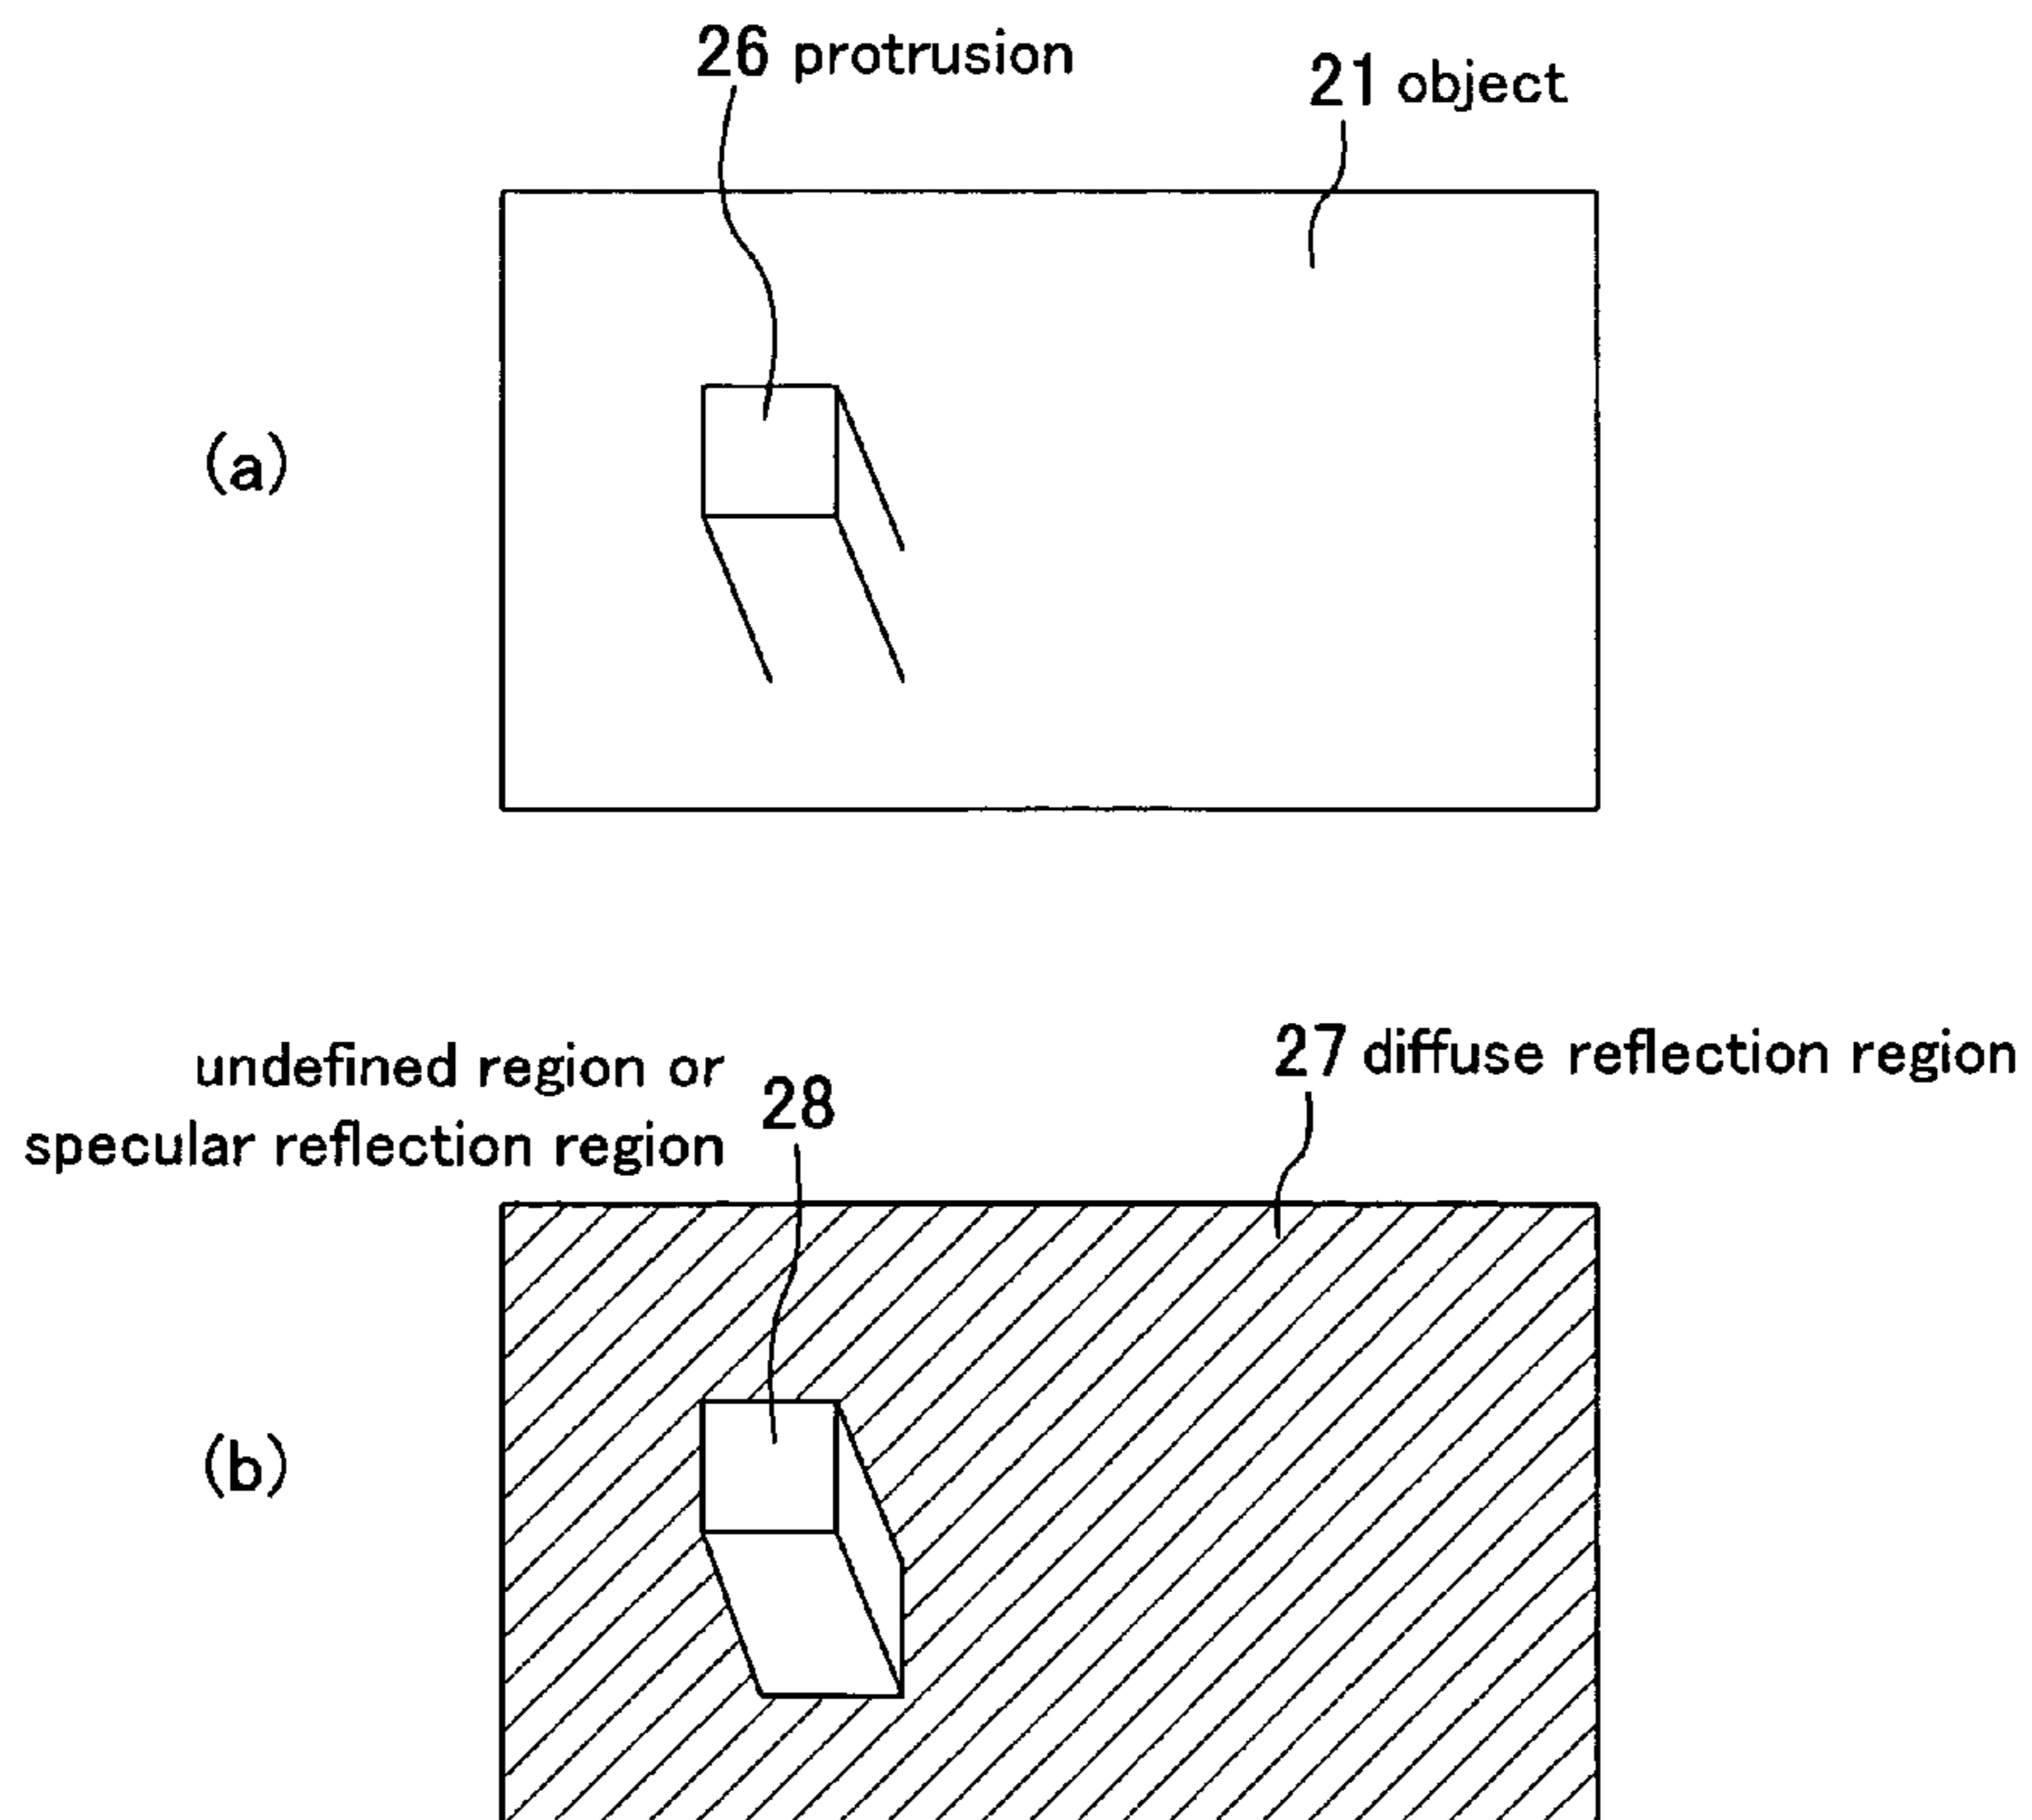 26 protrusion
21 object
(a)
27 diffuse reflection region
undefined region or
specular reflection region 28
(b)